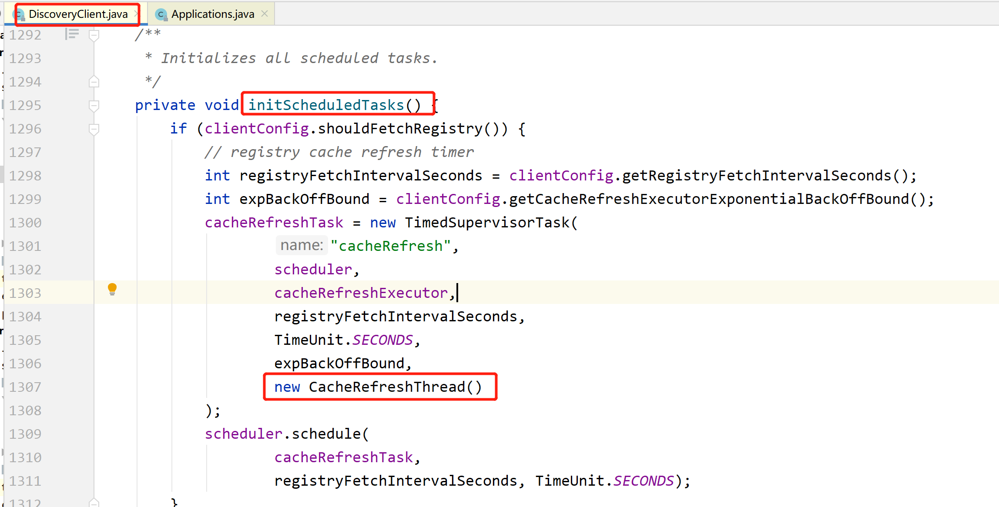 DiscoveryClient.java Applications.java
1292 /**
1293 * Initializes all scheduled tasks.
1294 */
1295 private void initScheduledTasks() {
1296 if (clientConfig.shouldFetchRegistry()) {
1297 // registry cache refresh timer
1298 int registryFetchIntervalSeconds = clientConfig.getRegistryFetchIntervalSeconds();
1299 int expBackOffBound = clientConfig.getCacheRefreshExecutorExponentialBackOffBound();
1300 cacheRefreshTask = new TimedSupervisorTask(
1301 name: "cacheRefresh",
1302 scheduler,
1303 cacheRefreshExecutor,
1304 registryFetchIntervalSeconds,
1305 TimeUnit.SECONDS,
1306 expBackOffBound,
1307 new CacheRefreshThread()
1308 );
1309 scheduler.schedule(
1310 cacheRefreshTask,
1311 registryFetchIntervalSeconds, TimeUnit.SECONDS);
1312 }